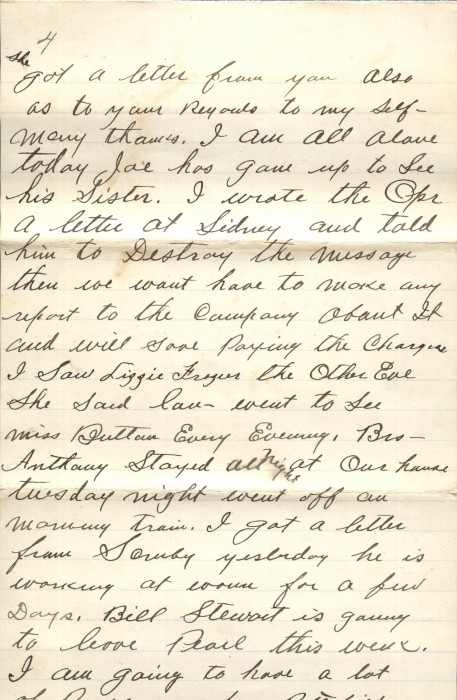 4
she
got a letter from you also
as to your Regards to my self-
Many thanks. I am all alone
today Joe has gone up to See
his Sister. I wrote the Opr
a letter at Sidney and told
him to Destroy the message
then we wont have to make any
report to the Company about It
and will save Paying the Charges
I Saw Lizzie Frazier the Other Eve
She Said went to See
miss Button Every Evening. Bro-
Anthony Stayed all night at Our house
tuesday night went off on
morning train. I got a letter
from yesterday he is
working at for a few
Days. Bill Stewart is going
to leave Pearl this week.
I am going to have a lot
of